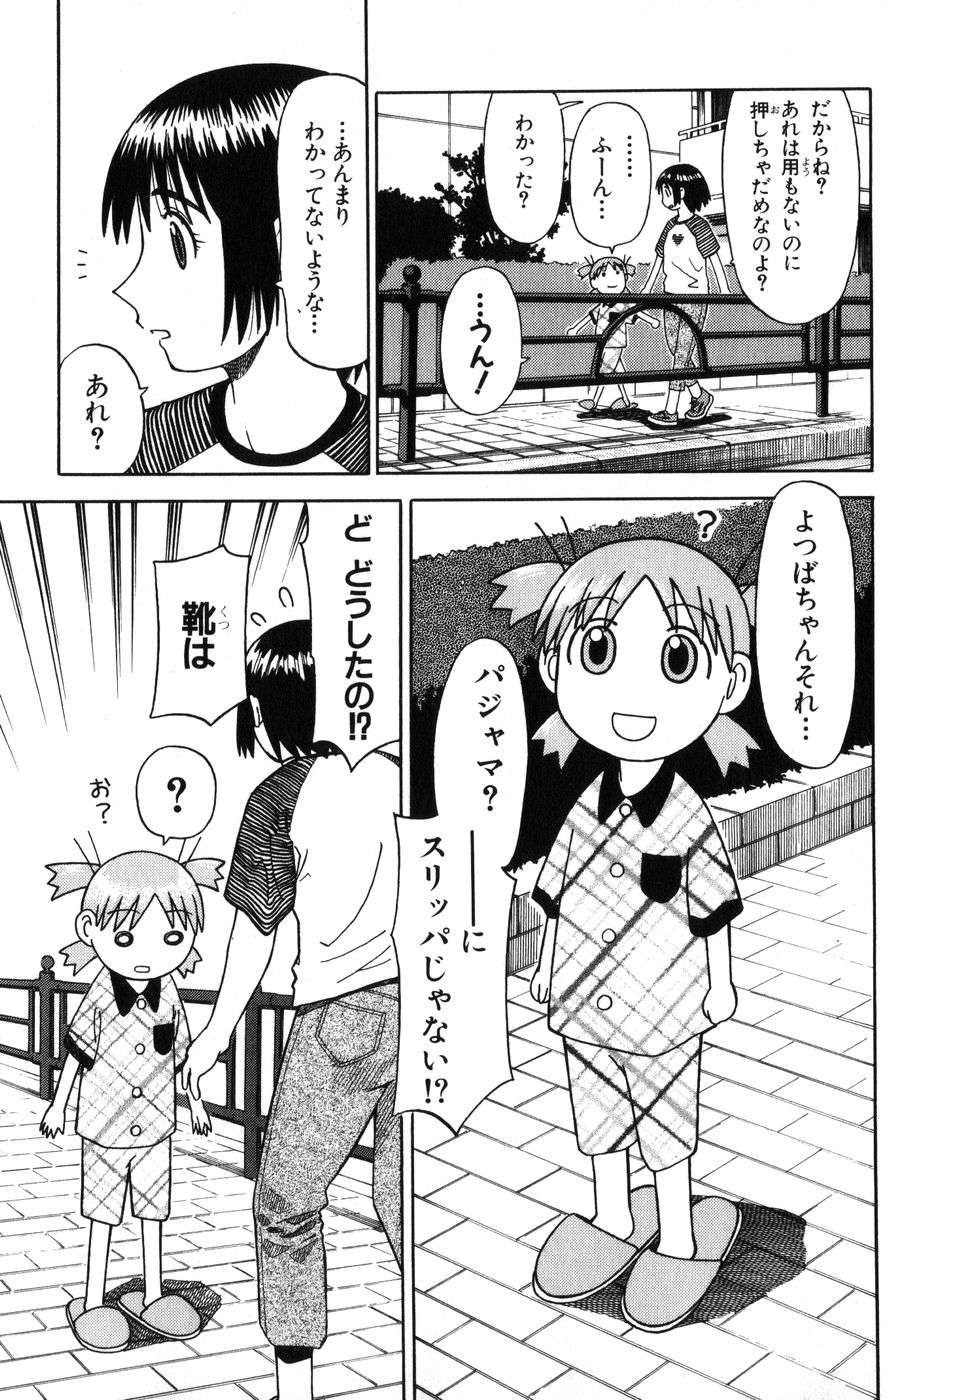 だからね？
あれは用もないのに
押しちゃだめなのよ？
……
ふーん…
わかった？
…うん！
…あんまり
わかってないような…
あれ？
よつばちゃんそれ…
？
パジャマ？
――に
スリッパじゃない!?
ど どうしたの!?
靴は
？
お？